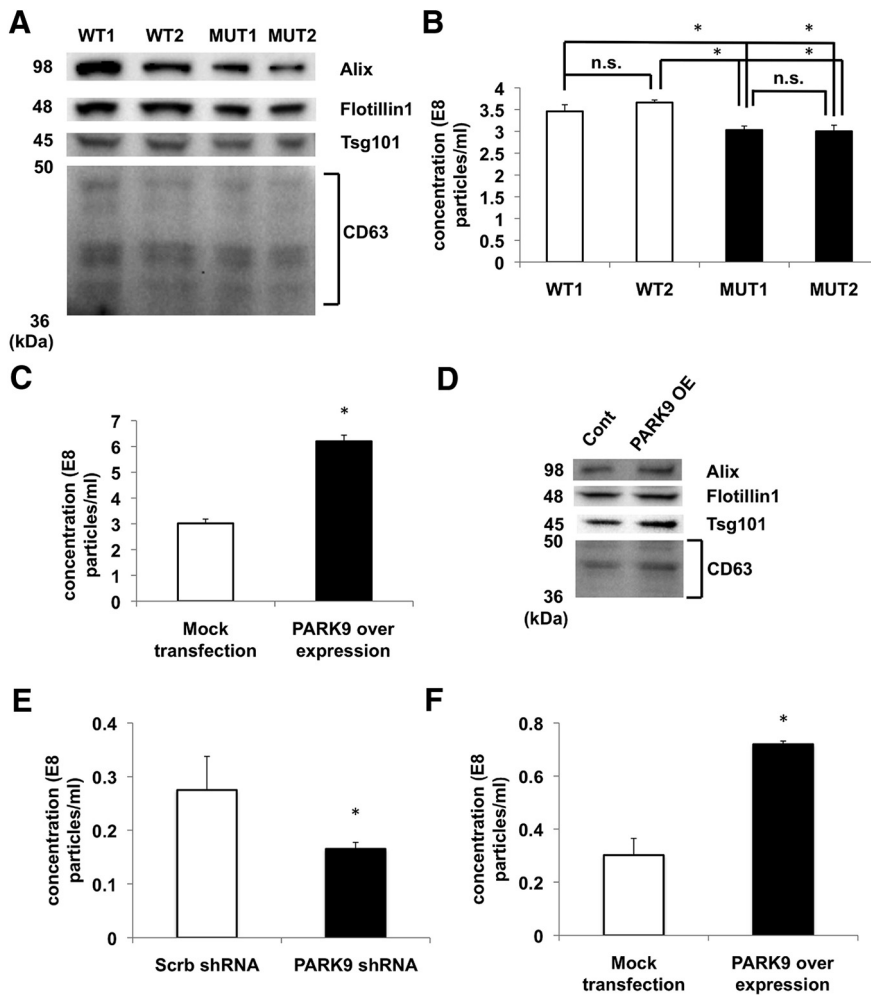 A
WT1 WT2 MUT1 MUT2
98 Alix
48 Flotillin1
45 Tsg101
50
CD63
36
(kDa)
B
concentration (E8
particles/ml)
4
3.5
3
2.5
2
1.5
1
0.5
0
* *
n.s. * *
n.s.
WT1 WT2 MUT1 MUT2
C
concentration (E8
particles/ml)
7
6
5
4
3
2
1
0
*
Mock
transfection
PARK9 over
expression
D
Cont PARK9 OE
98 Alix
48 Flotillin1
45 Tsg101
50
CD63
36
(kDa)
E
concentration (E8
particles/ml)
0.4
0.3
0.2
0.1
0
*
Scrb shRNA PARK9 shRNA
F
concentration (E8
particles/ml)
0.8
0.6
0.4
0.2
0
*
Mock
transfection
PARK9 over
expression